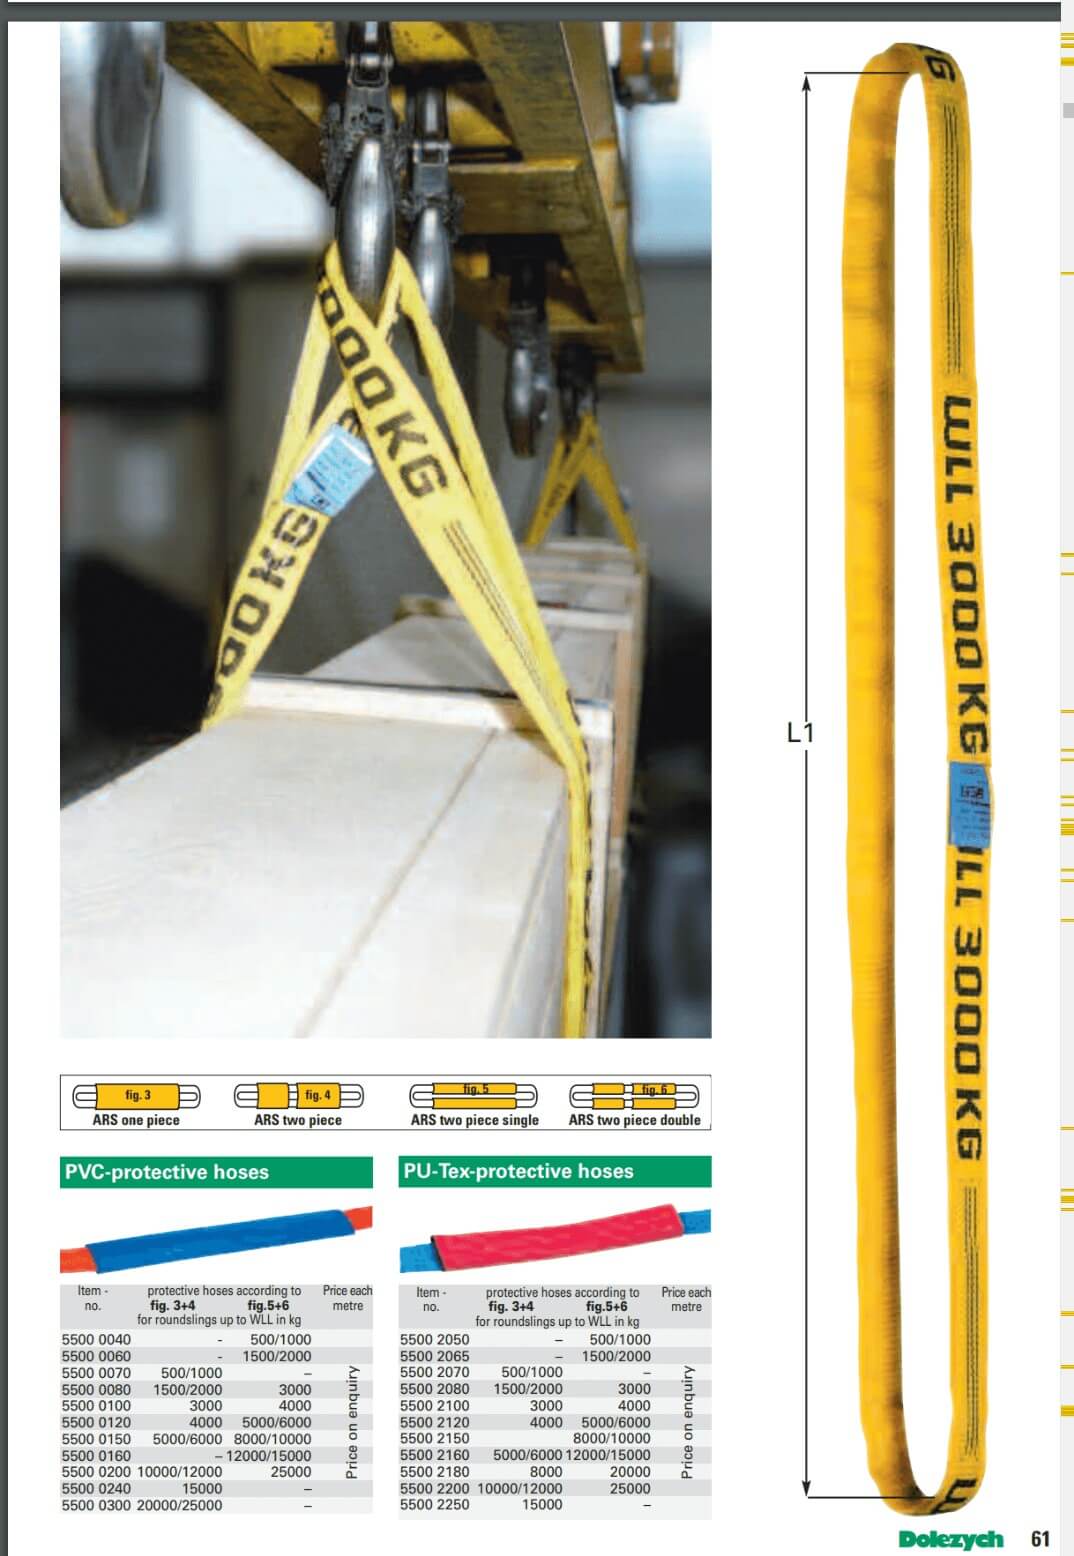 000KG
KG
WLL 3000 KG
L1
3000 KG
fig. 3
ARS one piece
fig. 4
ARS two piece
fig. 5
ARS two piece single
fig. 6
ARS two piece double
PVC-protective hoses
Item - no.
protective hoses according to
Price each metre
fig. 3+4 fig.5+6
for roundslings up to WLL in kg
5500 0040 - 500/1000
5500 0060 - 1500/2000
5500 0070 500/1000 –
5500 0080 1500/2000 3000
5500 0100 3000 4000
5500 0120 4000 5000/6000
5500 0150 5000/6000 8000/10000
5500 0160 – 12000/15000
5500 0200 10000/12000 25000
5500 0240 15000 –
5500 0300 20000/25000 –
Price on enquiry
PU-Tex-protective hoses
Item - no.
protective hoses according to
Price each metre
fig. 3+4 fig.5+6
for roundslings up to WLL in kg
5500 2050 – 500/1000
5500 2065 – 1500/2000
5500 2070 500/1000 –
5500 2080 1500/2000 3000
5500 2100 3000 4000
5500 2120 4000 5000/6000
5500 2150 8000/10000
5500 2160 5000/6000 12000/15000
5500 2180 8000 20000
5500 2200 10000/12000 25000
5500 2250 15000 –
Price on enquiry
Dolezych 61